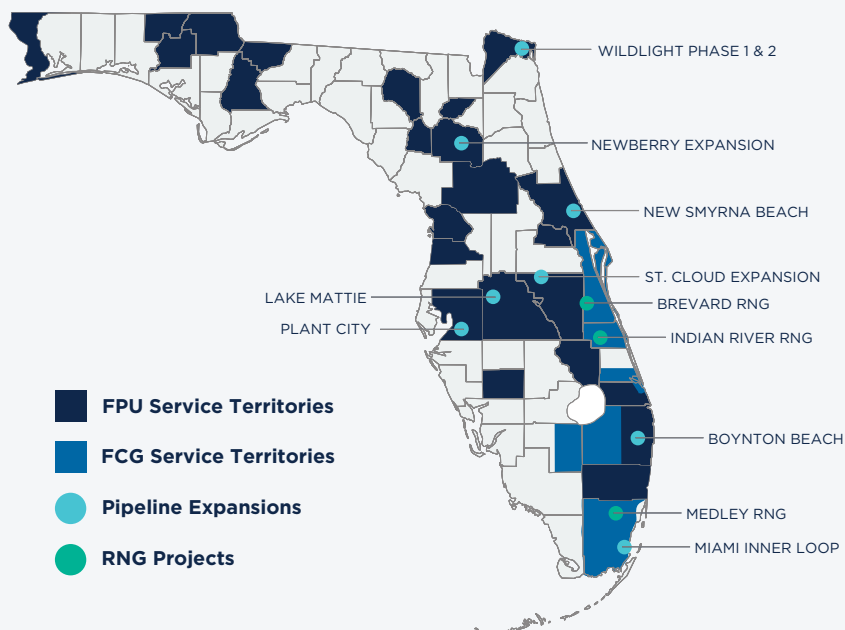 WILDLIGHT PHASE 1 & 2
NEWBERRY EXPANSION
NEW SMYRNA BEACH
ST. CLOUD EXPANSION
LAKE MATTIE
BREVARD RNG
PLANT CITY
INDIAN RIVER RNG
FPU Service Territories
FCG Service Territories
BOYNTON BEACH
Pipeline Expansions
MEDLEY RNG
MIAMI INNER LOOP
RNG Projects